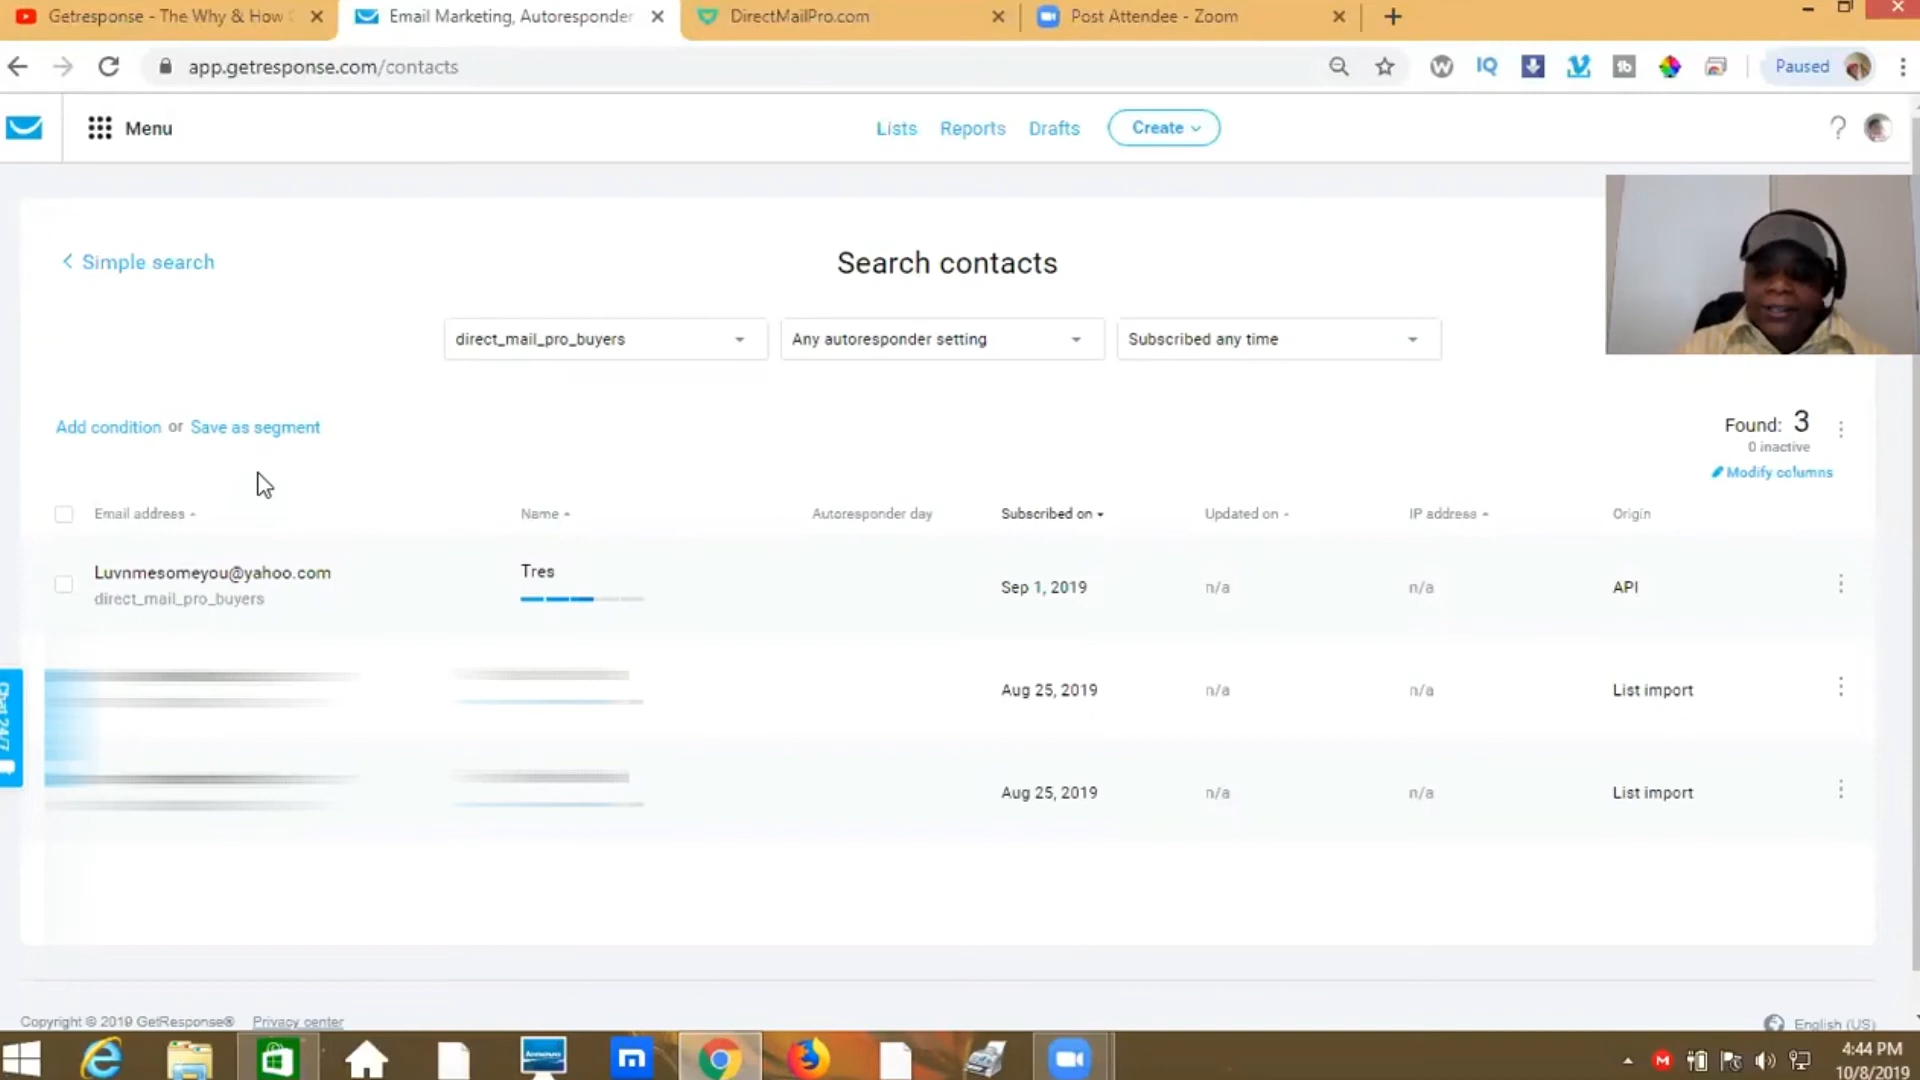 Getresponse - The Why & How
Email Marketing, Autoresponder
DirectMailPro.com
Post Attendee - Zoom
app.getresponse.com/contacts
IQ
Paused
Menu
Lists
Reports
Drafts
Create
Simple search
Search contacts
direct_mail_pro_buyers
Any autoresponder setting
Subscribed any time
Add condition or Save as segment
Found: 3
0 inactive
Modify columns
Email address
Name
Autoresponder day
Subscribed on
Updated on
IP address
Origin
Luvnmesomeyou@yahoo.com
direct_mail_pro_buyers
Tres
Sep 1, 2019
n/a
n/a
API
Aug 25, 2019
n/a
n/a
List import
Aug 25, 2019
n/a
n/a
List import
Chat 24/7
Copyright © 2019 GetResponse®
Privacy center
English (US)
4:44 PM
10/8/2019